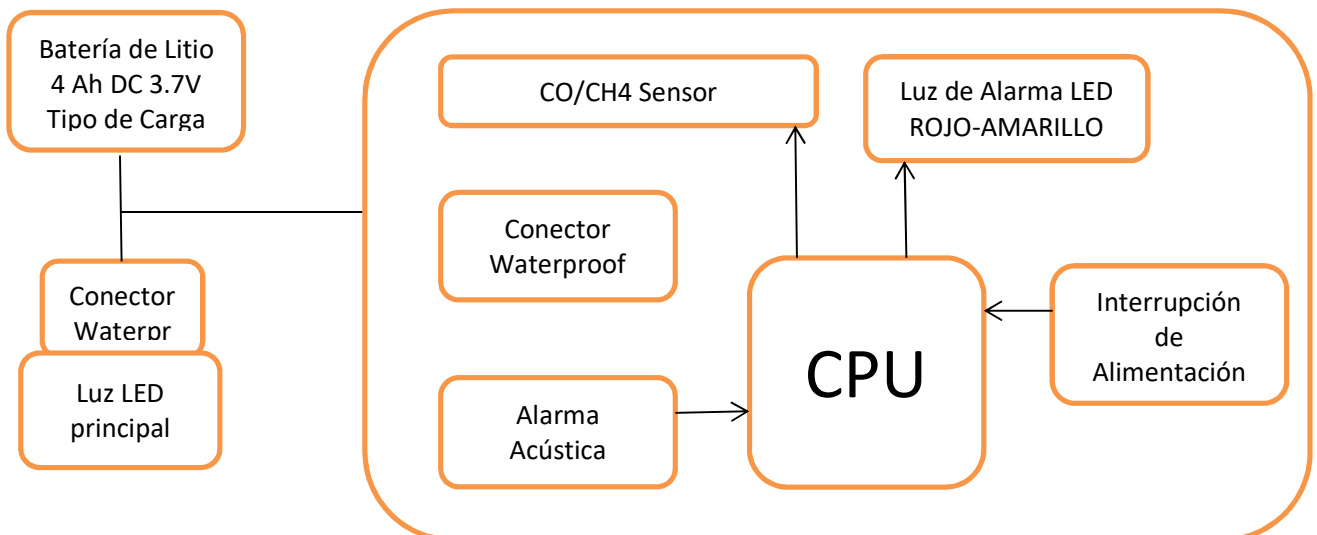 Batería de Litio
4 Ah DC 3.7V
Tipo de Carga
CO/CH4 Sensor
Luz de Alarma LED
ROJO-AMARILLO
Conector
Waterproof
Conector
Waterpr
Luz LED
principal
CPU
Interrupción
de
Alimentación
Alarma
Acústica